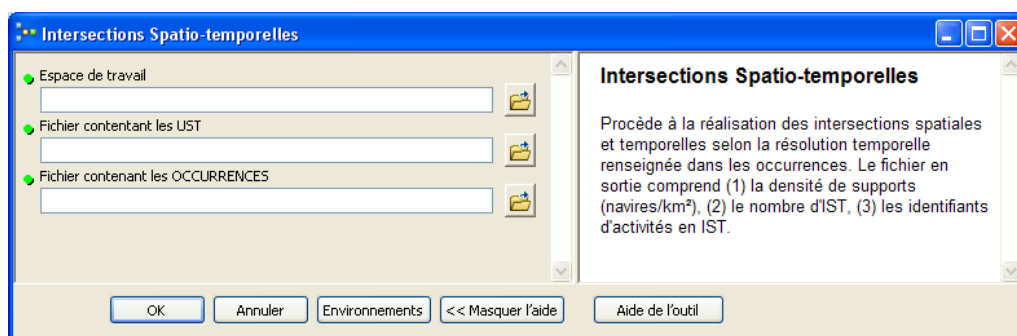 Intersections Spatio-temporelles
Espace de travail
Fichier contentant les UST
Fichier contenant les OCCURRENCES
Intersections Spatio-temporelles
Procède à la réalisation des intersections spatiales
et temporelles selon la résolution temporelle
renseignée dans les occurrences. Le fichier en
sortie comprend (1) la densité de supports
(navires/km²), (2) le nombre d'IST, (3) les identifiants
d'activités en IST.
OK
Annuler
Environnements
<< Masquer l'aide
Aide de l'outil